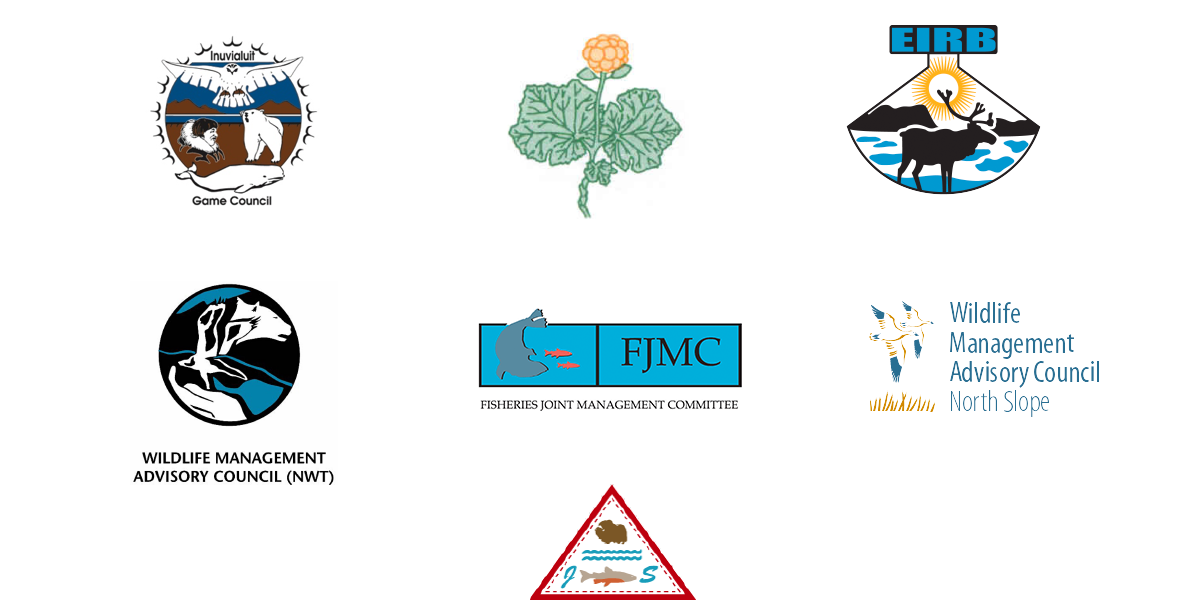 Inuvialuit
Game Council
EIRB
WILDLIFE MANAGEMENT
ADVISORY COUNCIL (NWT)
FJMC
FISHERIES JOINT MANAGEMENT COMMITTEE
Wildlife
Management
Advisory Council
North Slope
J S